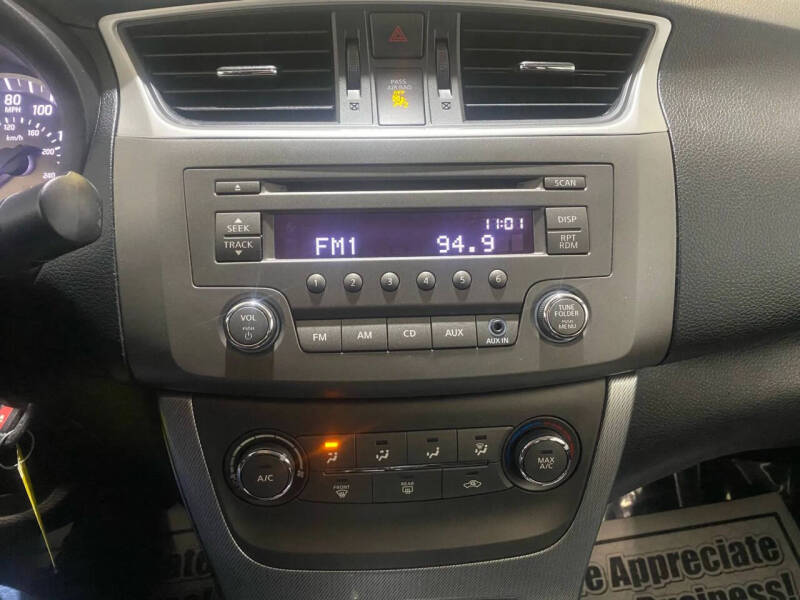 PASS
AIR BAG
OFF
80
MPH
100
120
160
km/h
200
240
SCAN
SEEK
TRACK
11:01
FM1
94.9
DISP
RPT
RDM
1
2
3
4
5
6
VOL
PUSH
TUNE
FOLDER
PUSH
MENU
FM
AM
CD
AUX
AUX IN
A/C
FRONT
REAR
MAX
A/C
e Appreciate
Business!